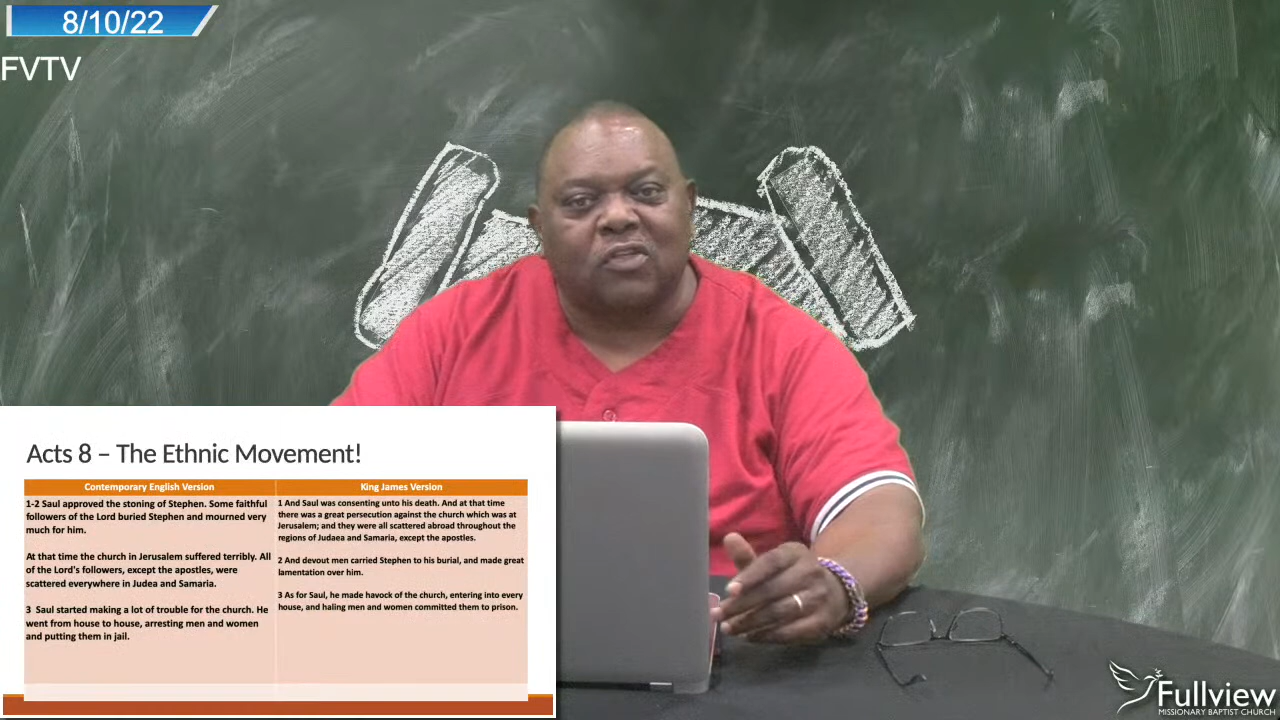 8/10/22
FVTV
Acts 8 – The Ethnic Movement!
Contemporary English Version
1-2 Saul approved the stoning of Stephen. Some faithful
followers of the Lord buried Stephen and mourned very
much for him.
At that time the church in Jerusalem suffered terribly. All
of the Lord's followers, except the apostles, were
scattered everywhere in Judea and Samaria.
3 Saul started making a lot of trouble for the church. He
went from house to house, arresting men and women
and putting them in jail.
King James Version
1 And Saul was consenting unto his death. And at that time
there was a great persecution against the church which was at
Jerusalem; and they were all scattered abroad throughout the
regions of Judaea and Samaria, except the apostles.
2 And devout men carried Stephen to his burial, and made great
lamentation over him.
3 As for Saul, he made havock of the church, entering into every
house, and haling men and women committed them to prison.
Fullview
MISSIONARY BAPTIST CHURCH